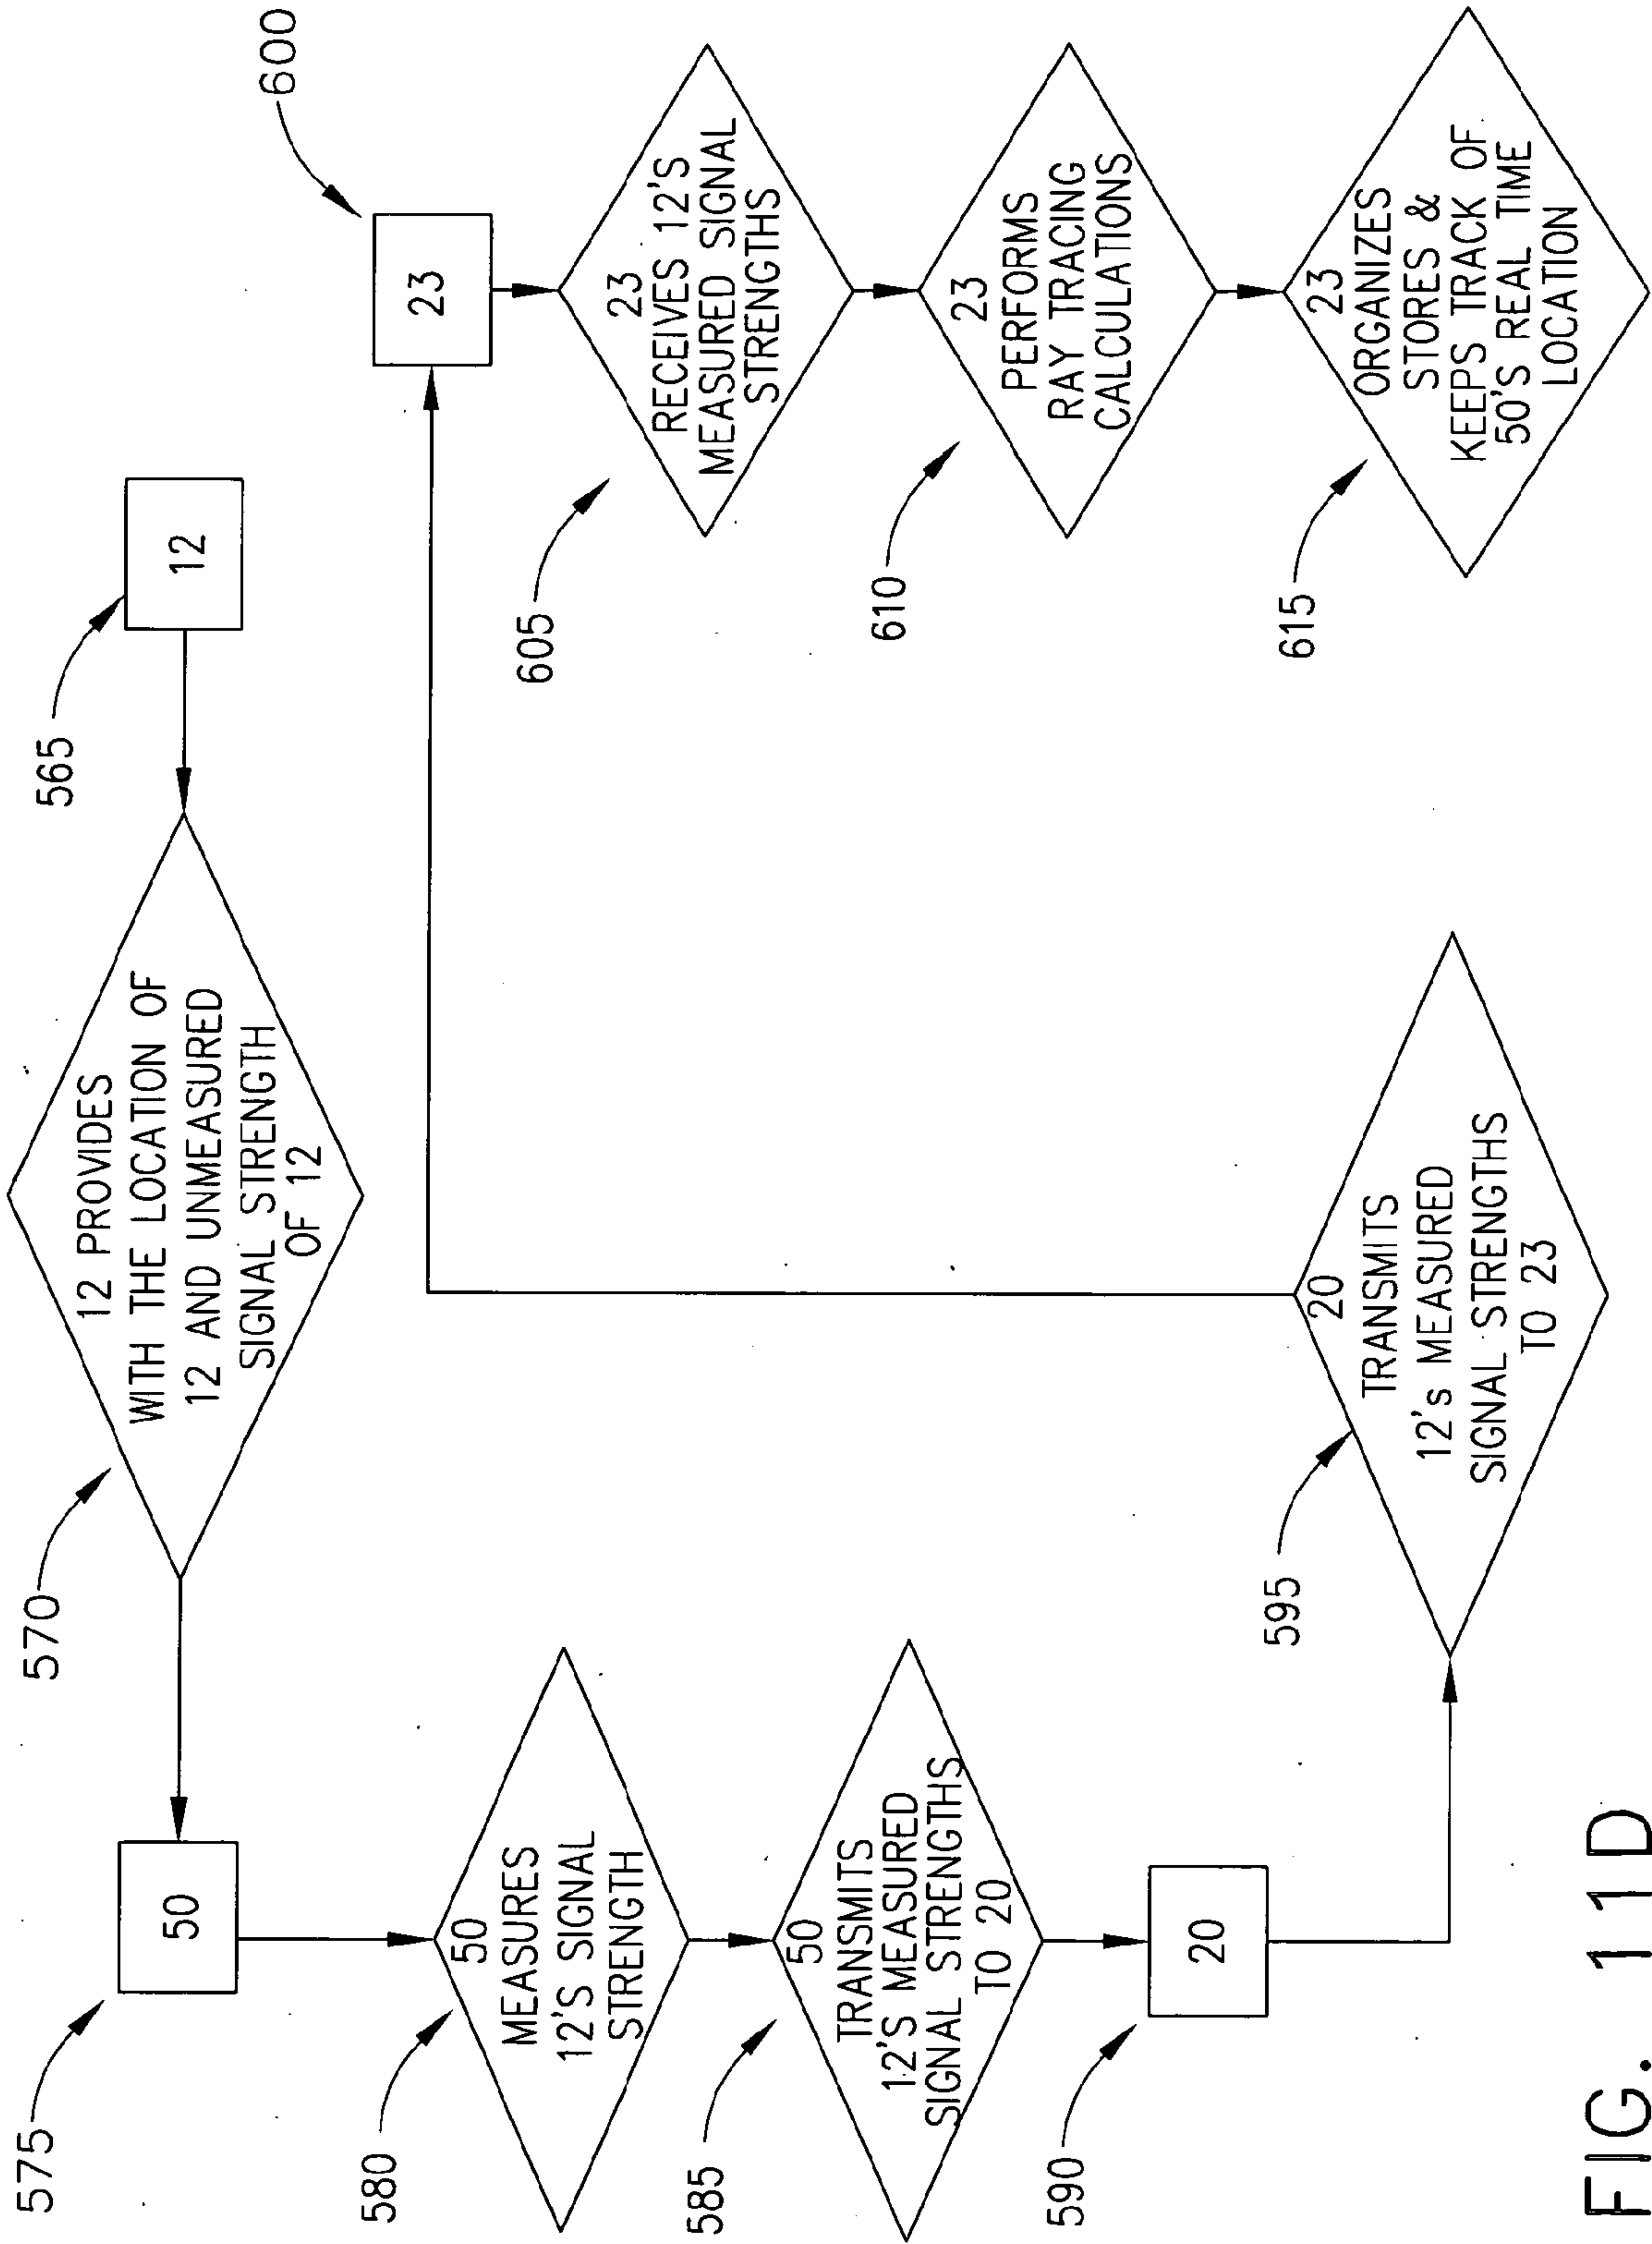 565
12
570
12 PROVIDES
WITH THE LOCATION OF
12 AND UNMEASURED
SIGNAL STRENGTH
OF 12
575
50
580
50
MEASURES
12'S SIGNAL
STRENGTH
585
50
TRANSMITS
12'S MEASURED
SIGNAL STRENGTHS
TO 20
590
20
595
20
TRANSMITS
12's MEASURED
SIGNAL STRENGTHS
TO 23
600
23
605
23
RECEIVES 12'S
MEASURED SIGNAL
STRENGTHS
610
23
PERFORMS
RAY TRACING
CALCULATIONS
615
23
ORGANIZES
STORES &
KEEPS TRACK OF
50'S REAL TIME
LOCATION
FIG. 11D